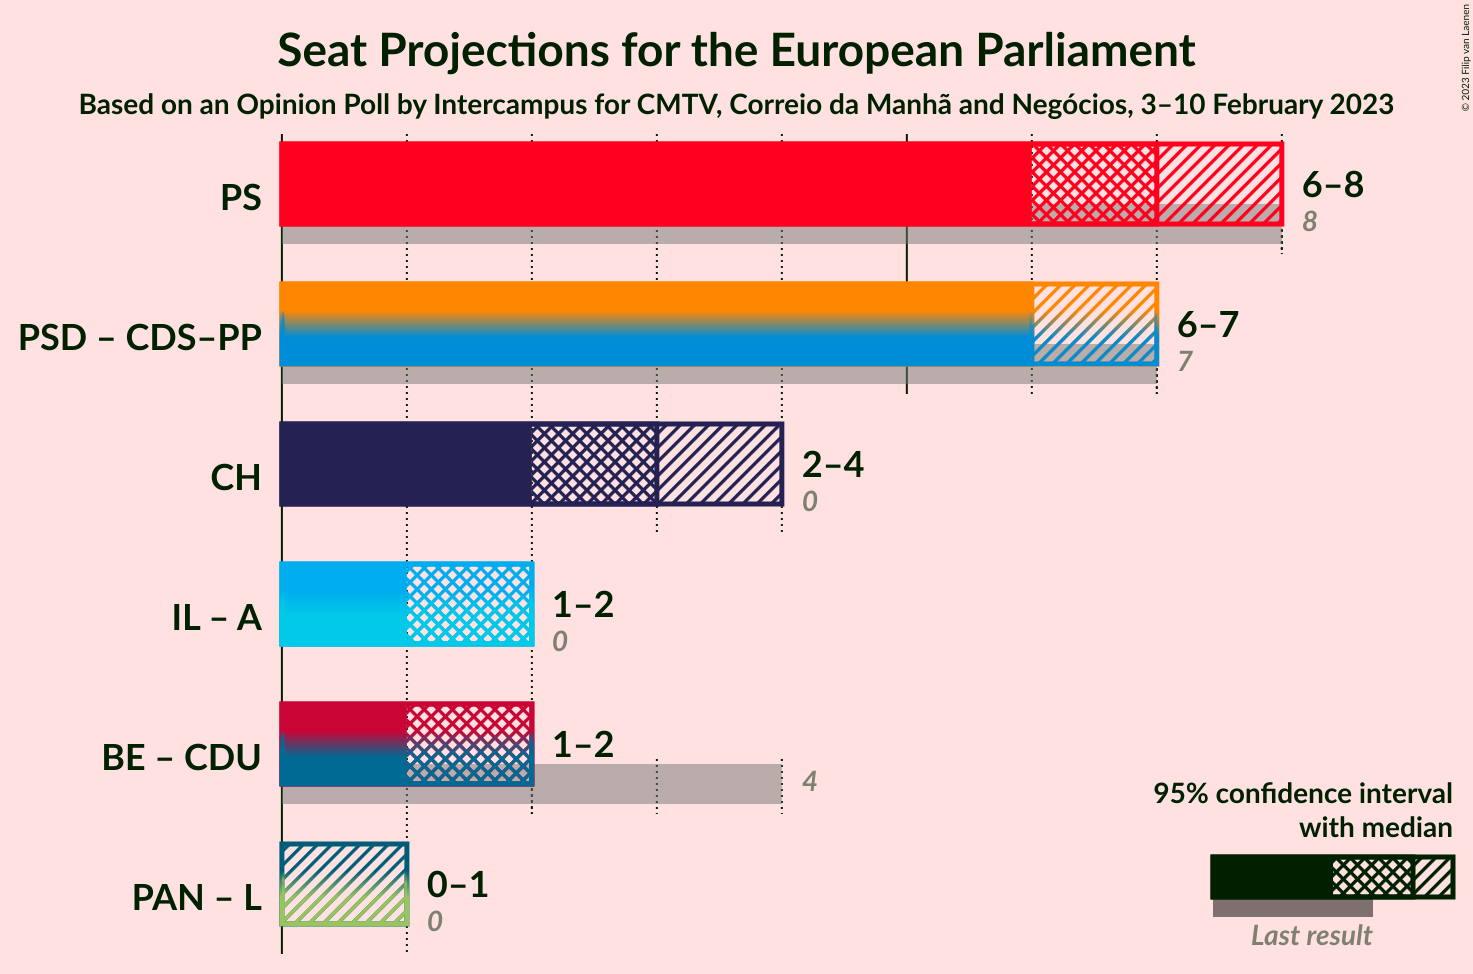 Seat Projections for the European Parliament
Based on an Opinion Poll by Intercampus for CMTV, Correio da Manhã and Negócios, 3–10 February 2023
© 2023 Filip van Laenen
PS
6–8
8
PSD – CDS–PP
6–7
7
CH
2–4
0
IL – A
1–2
0
BE – CDU
1–2
4
PAN – L
0–1
0
95% confidence interval
with median
Last result